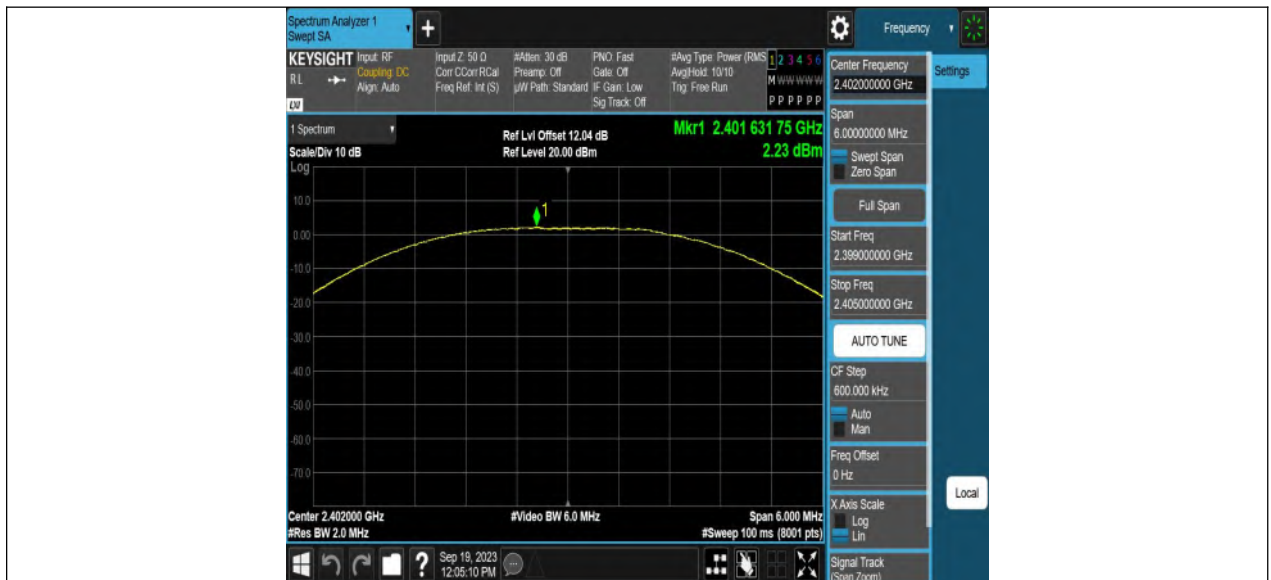 Spectrum Analyzer 1
Swept SA
+
Frequency
KEYSIGHT
RL
LXI
Input: RF
Coupling: DC
Align: Auto
Input Z: 50 Ω
Corr CCorr RCal
Freq Ref: Int (S)
#Atten: 30 dB
Preamp: Off
µW Path: Standard
PNO: Fast
Gate: Off
IF Gain: Low
Sig Track: Off
#Avg Type: Power (RMS
Avg|Hold: 10/10
Trig: Free Run
1 2 3 4 5 6
M W W W W W
P P P P P P
1 Spectrum
Scale/Div 10 dB
Ref Lvl Offset 12.04 dB
Ref Level 20.00 dBm
Mkr1 2.401 631 75 GHz
2.23 dBm
Log
10.0
0.00
-10.0
-20.0
-30.0
-40.0
-50.0
-60.0
-70.0
1
Center 2.402000 GHz
#Res BW 2.0 MHz
#Video BW 6.0 MHz
Span 6.000 MHz
#Sweep 100 ms (8001 pts)
?
Sep 19, 2023
12:05:10 PM
Center Frequency
2.402000000 GHz
Settings
Span
6.00000000 MHz
Swept Span
Zero Span
Full Span
Start Freq
2.399000000 GHz
Stop Freq
2.405000000 GHz
AUTO TUNE
CF Step
600.000 kHz
Auto
Man
Freq Offset
0 Hz
X Axis Scale
Log
Lin
Local
Signal Track
(Span Zoom)